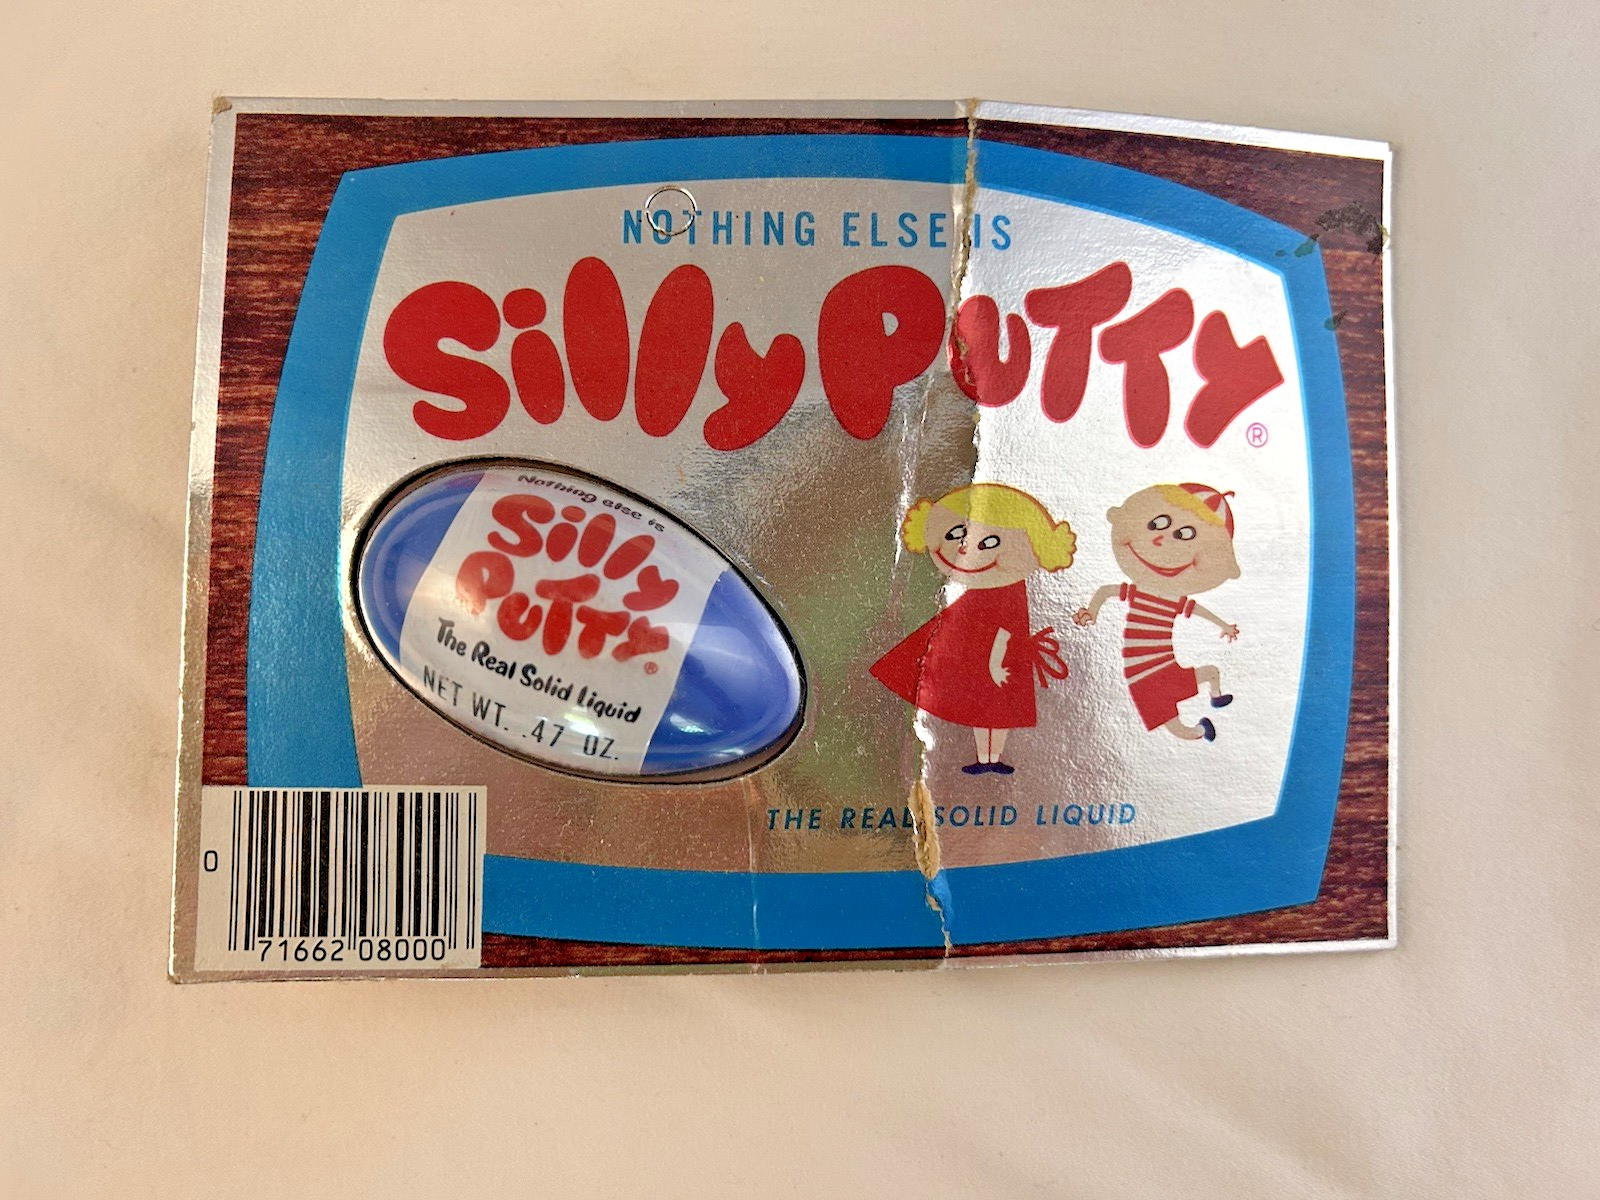 NOTHING ELSE IS
Silly PuTTy®
Nothing else is
Silly
PuTTy®
The Real Solid Liquid
NET WT. .47 OZ.
THE REAL SOLID LIQUID
0
71662 08000